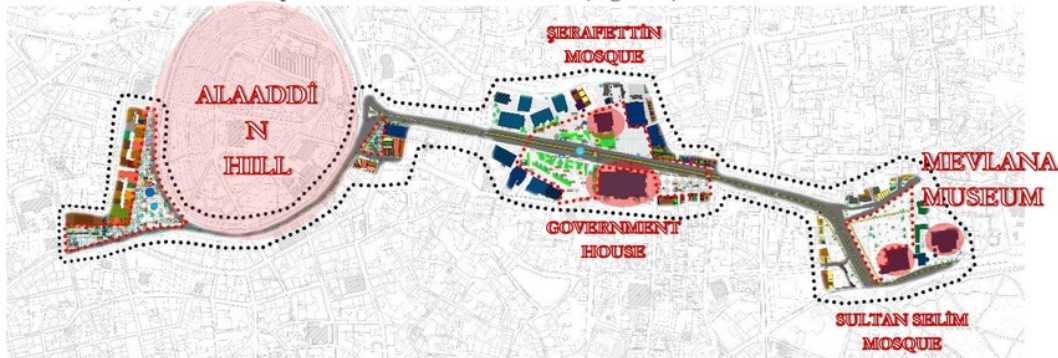 ALAADDİ
N
HILL
ŞERAFETTİN
MOSQUE
GOVERNMENT
HOUSE
MEVLANA
MUSEUM
SULTAN SELİM
MOSQUE